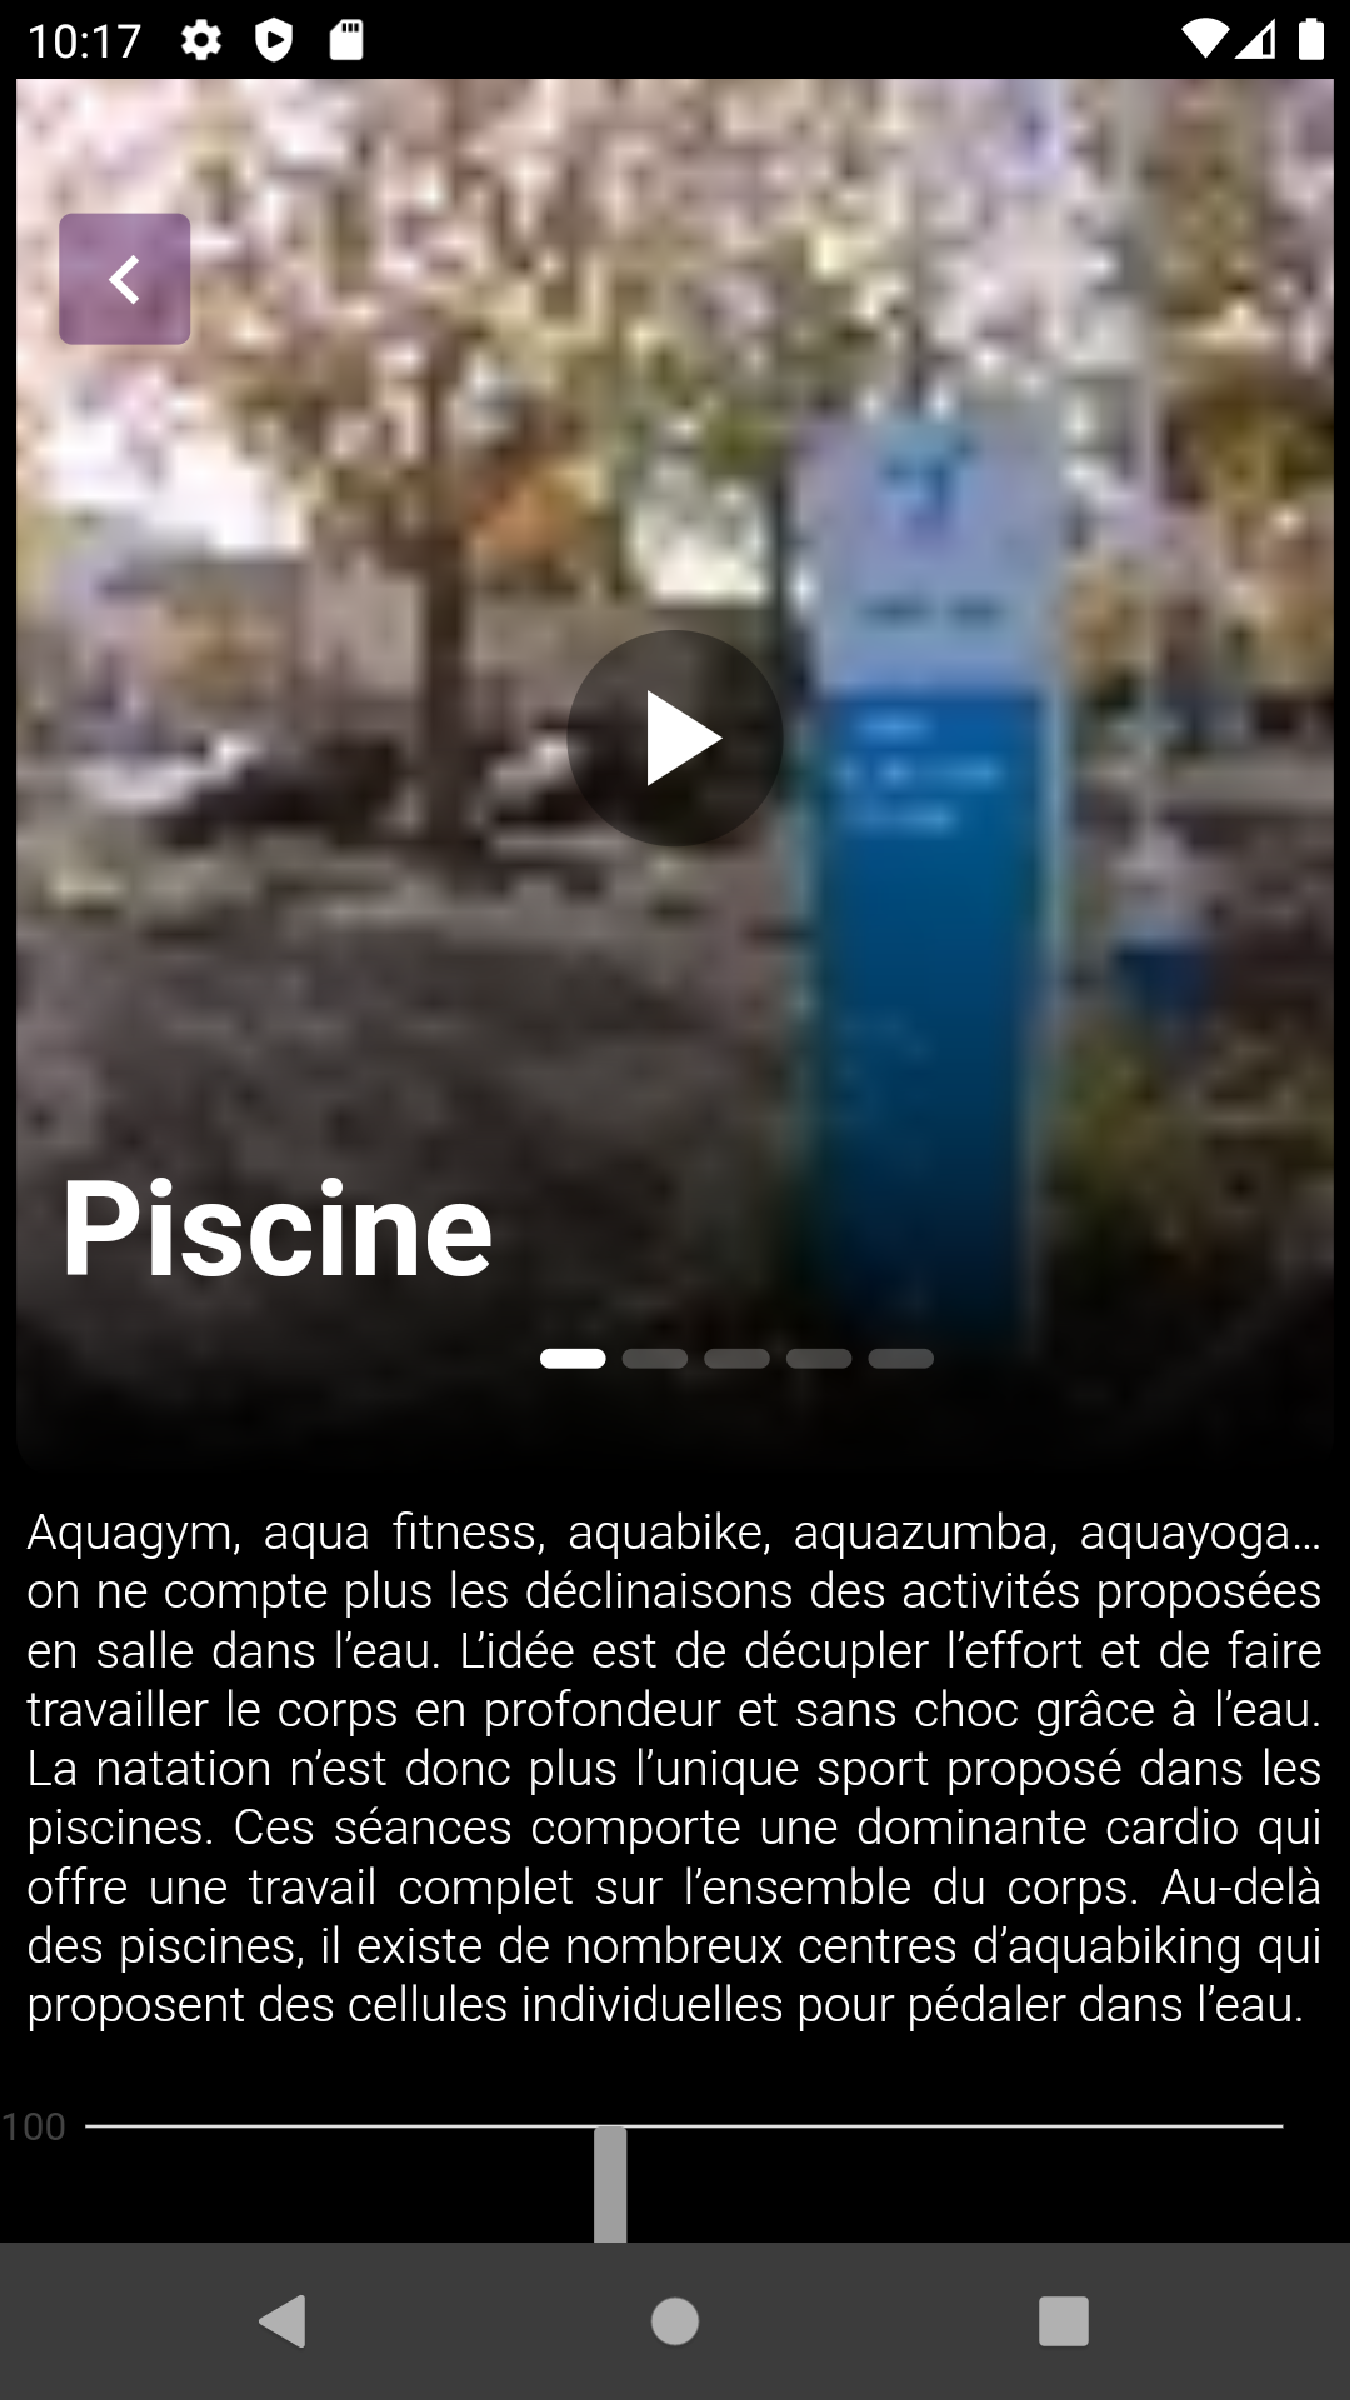 10:17
Piscine
Aquagym, aqua fitness, aquabike, aquazumba, aquayoga…
on ne compte plus les déclinaisons des activités proposées
en salle dans l’eau. L’idée est de décupler l’effort et de faire
travailler le corps en profondeur et sans choc grâce à l’eau.
La natation n’est donc plus l’unique sport proposé dans les
piscines. Ces séances comporte une dominante cardio qui
offre une travail complet sur l’ensemble du corps. Au-delà
des piscines, il existe de nombreux centres d’aquabiking qui
proposent des cellules individuelles pour pédaler dans l’eau.
100